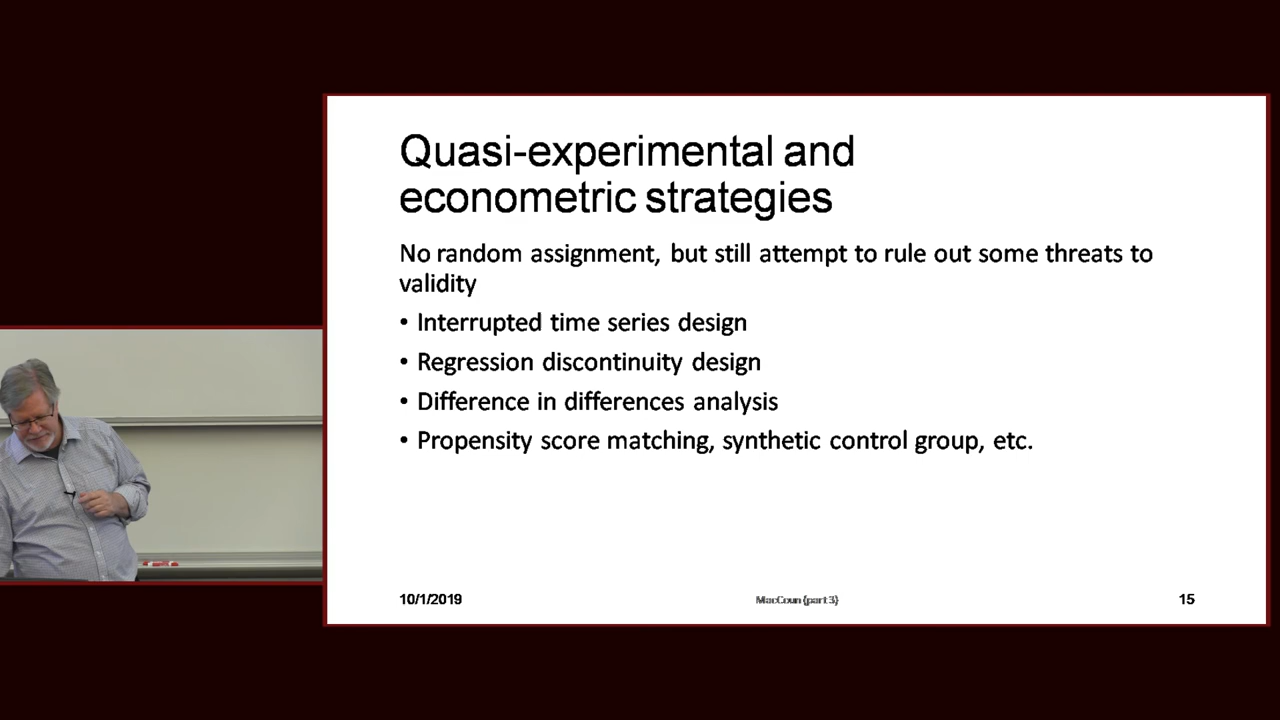 Quasi-experimental and
econometric strategies
No random assignment, but still attempt to rule out some threats to
validity
• Interrupted time series design
• Regression discontinuity design
• Difference in differences analysis
• Propensity score matching, synthetic control group, etc.
10/1/2019
MacCoun (part 3)
15